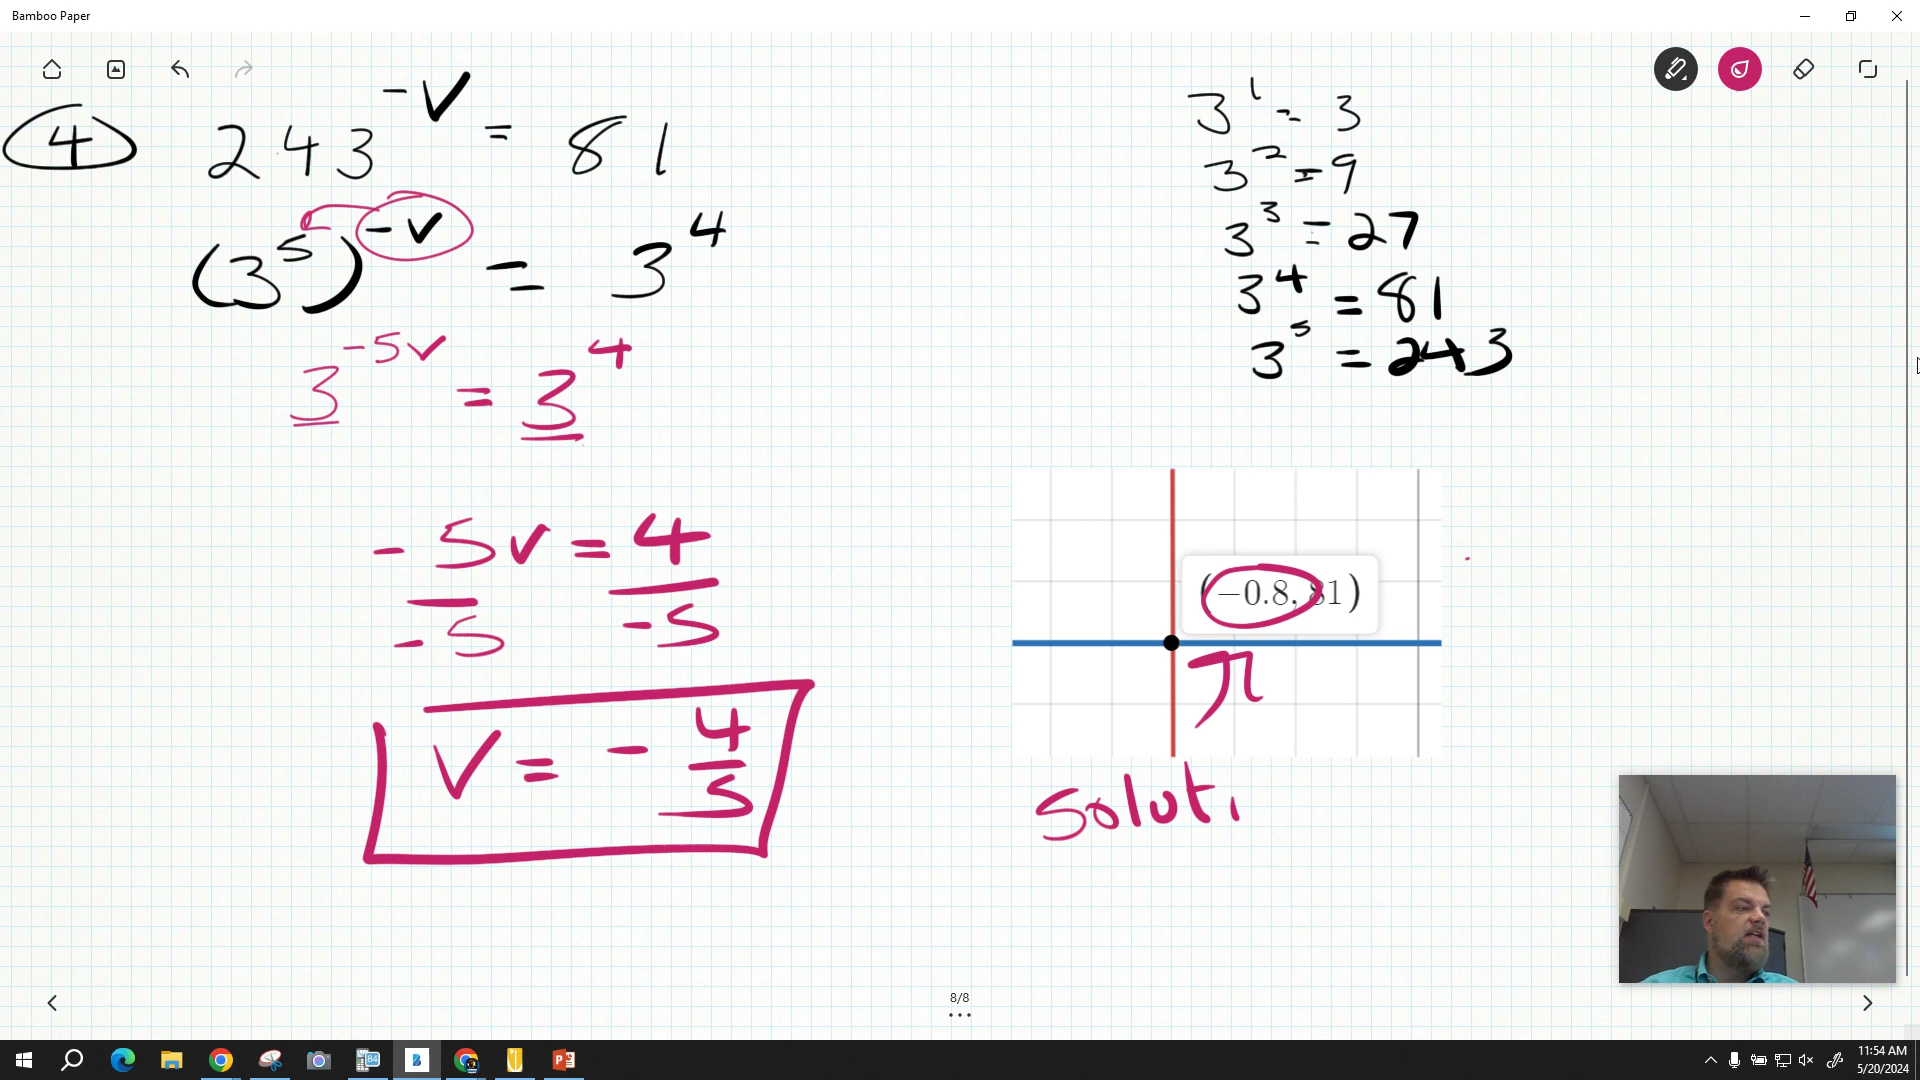 Bamboo Paper
④ 243^-v = 81
(3^5)^-v = 3^4
3^-5v = 3^4
-5v = 4
-5 -5
v = - 4/5
3^1 = 3
3^2 = 9
3^3 = 27
3^4 = 81
3^5 = 243
(−0.8, 81)
x
soluti
8/8
84
11:54 AM
5/20/2024